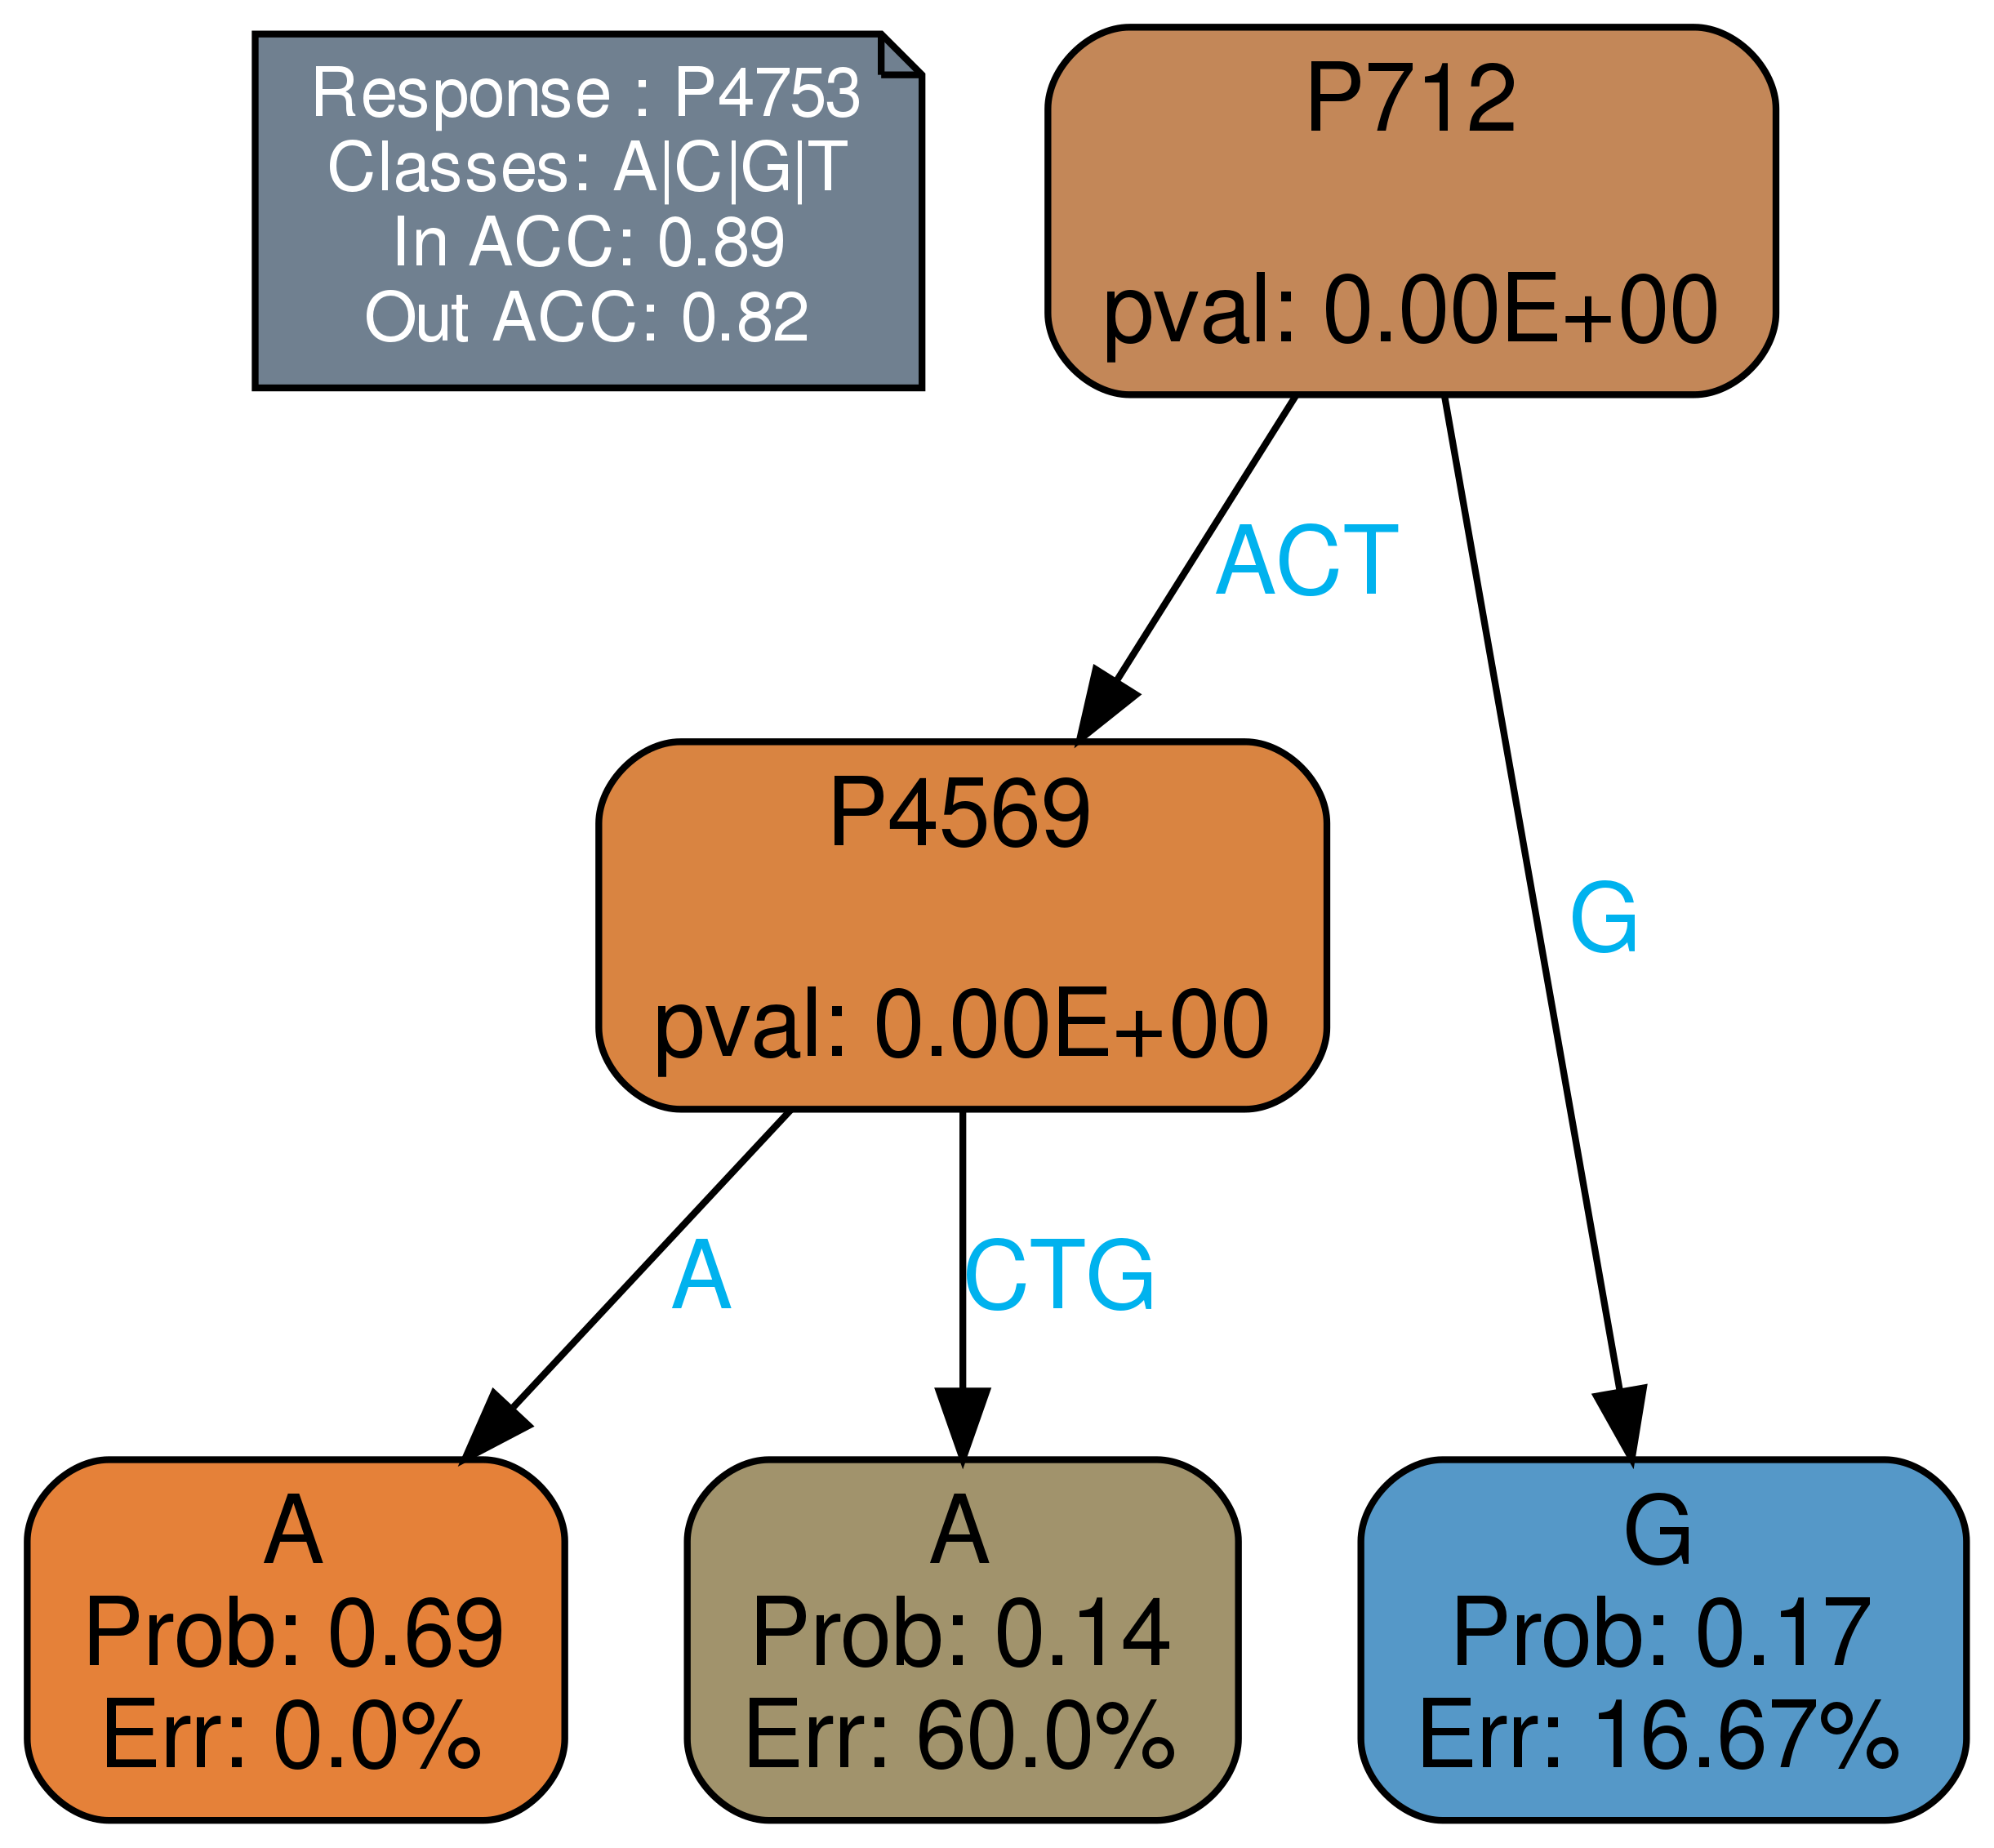 Response : P4753
Classes: A|C|G|T
In ACC: 0.89
Out ACC: 0.82
P712
pval: 0.00E+00
ACT
G
P4569
pval: 0.00E+00
A
CTG
A
Prob: 0.69
Err: 0.0%
A
Prob: 0.14
Err: 60.0%
G
Prob: 0.17
Err: 16.67%